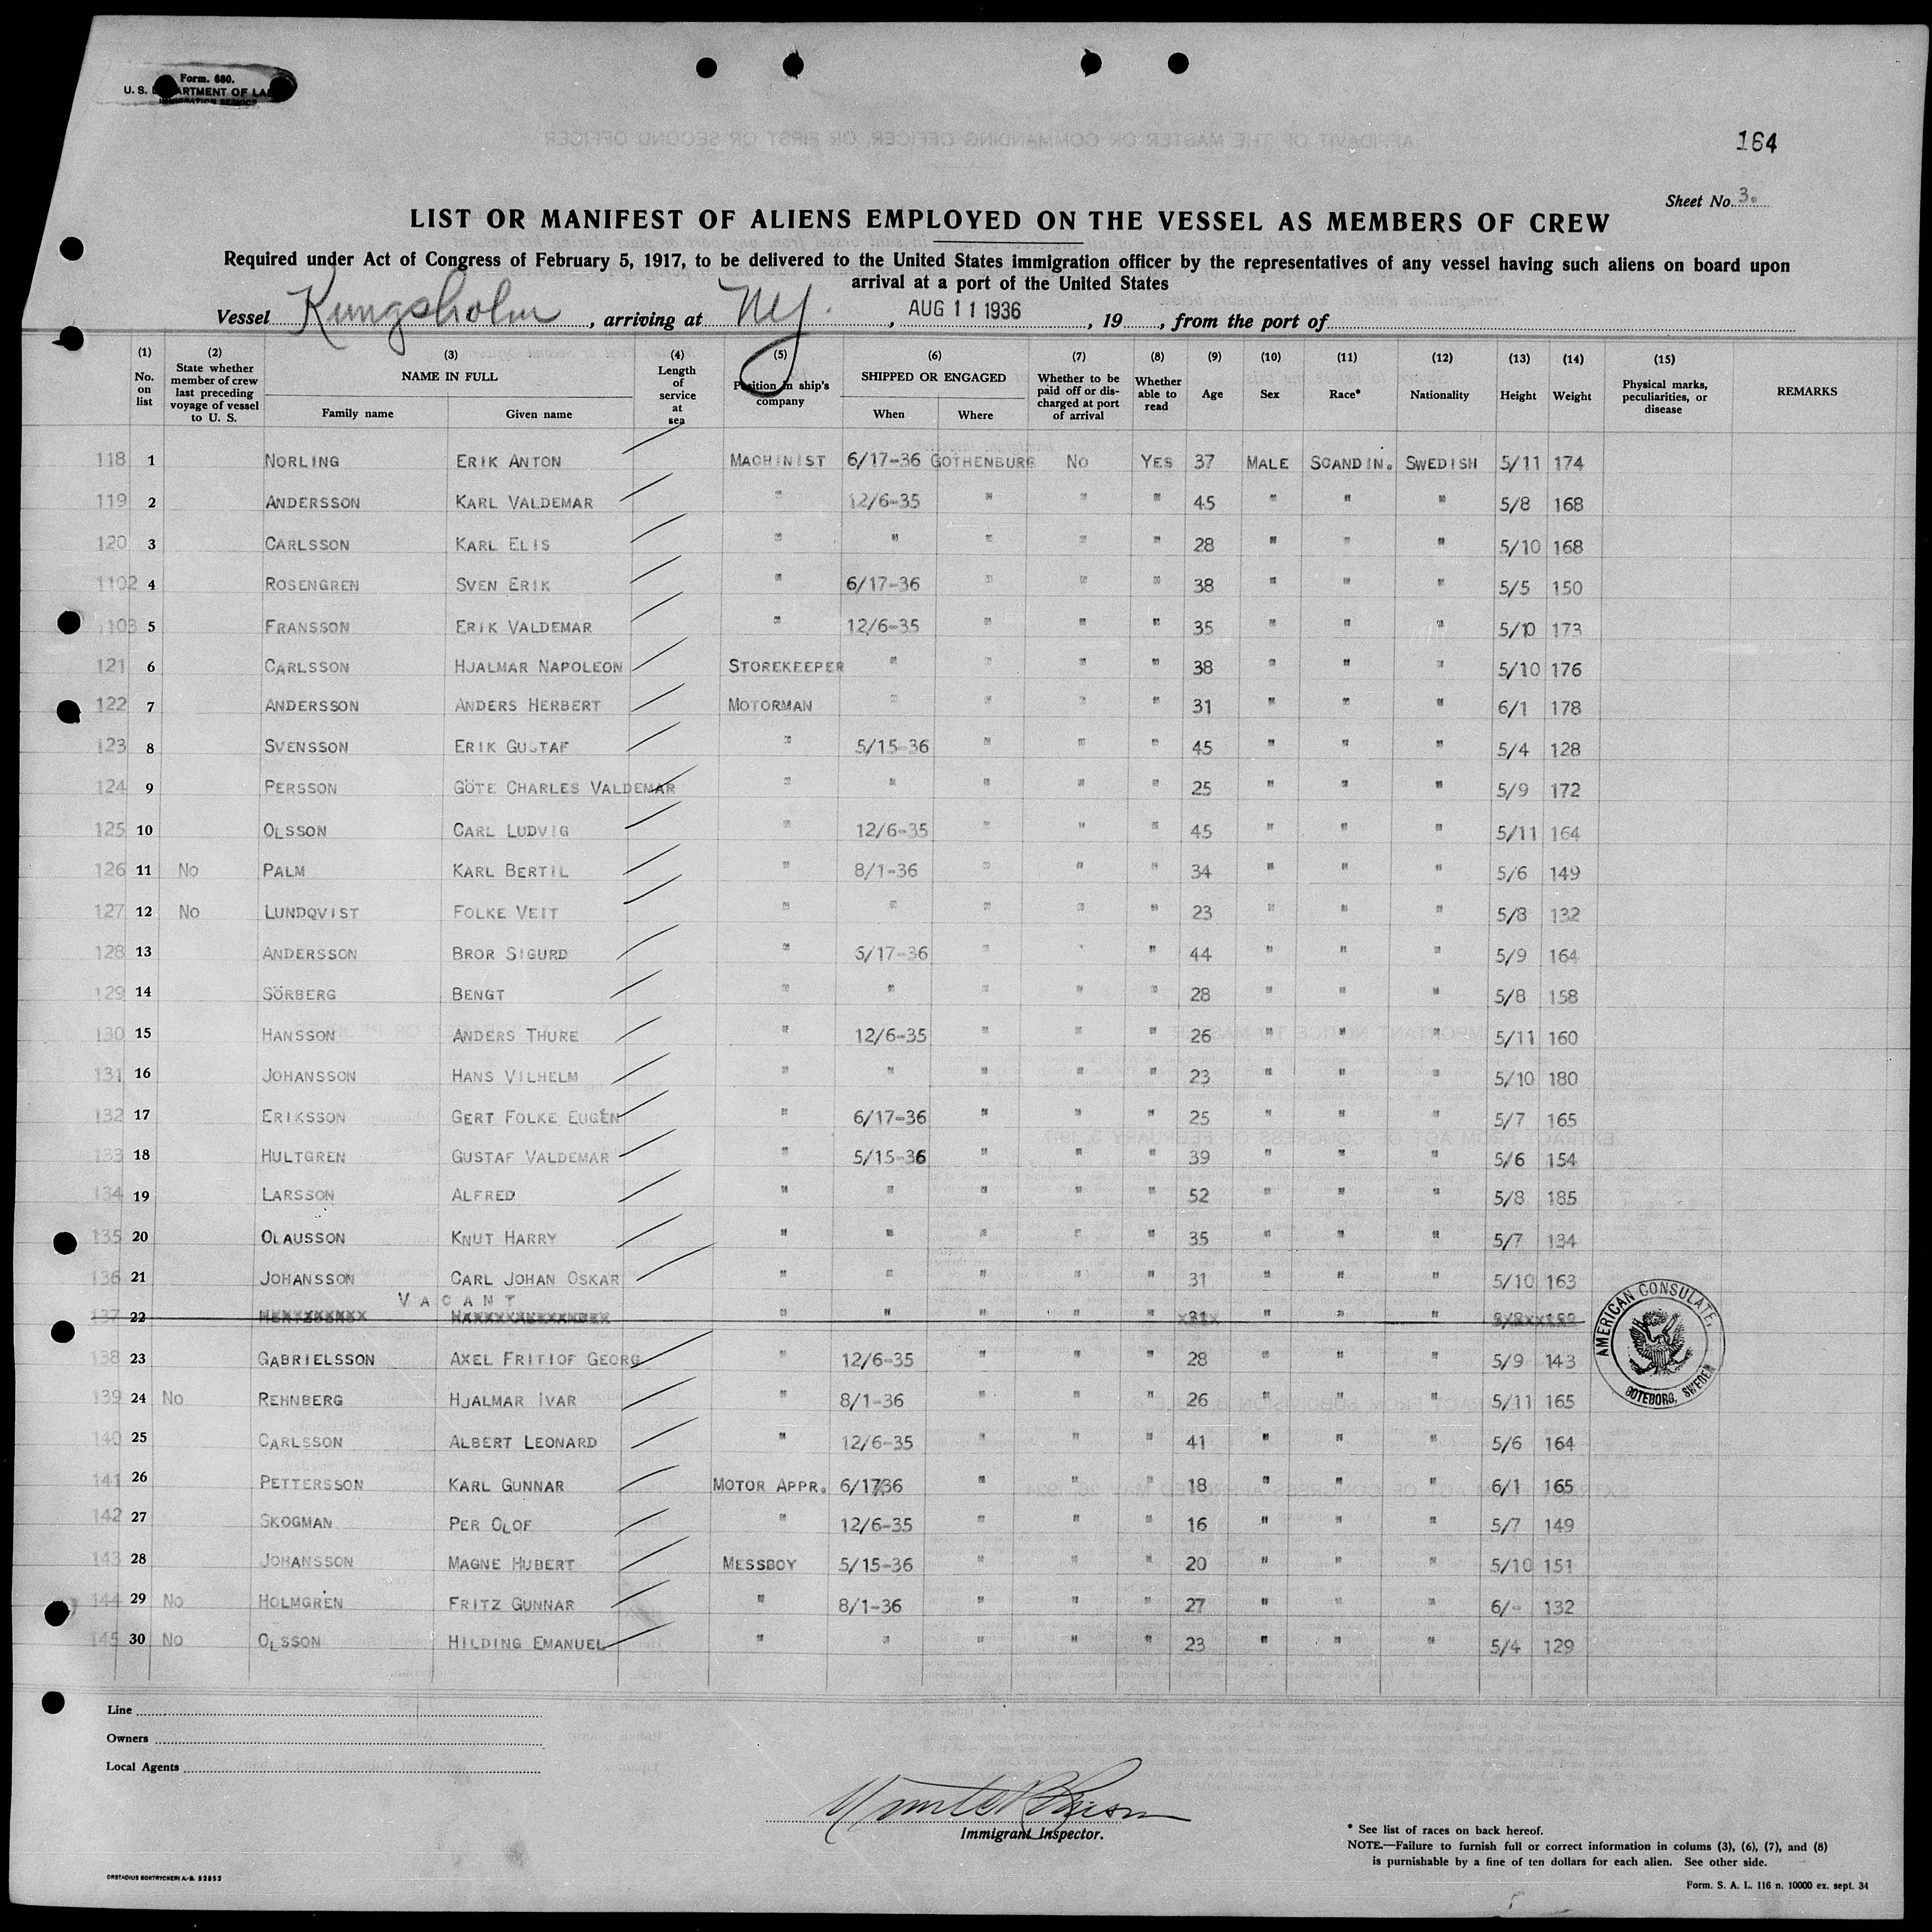 Form. 680.
U. S. DEPARTMENT OF LA
IMMIGRATION SERVICE
164
Sheet No. 3.
LIST OR MANIFEST OF ALIENS EMPLOYED ON THE VESSEL AS MEMBERS OF CREW
Required under Act of Congress of February 5, 1917, to be delivered to the United States immigration officer by the representatives of any vessel having such aliens on board upon
arrival at a port of the United States
Vessel Kungsholm, arriving at NY., AUG 11 1936, 19, from the port of
(1) No. on list (2) State whether member of crew last preceding voyage of vessel to U. S. (3) NAME IN FULL Family name Given name (4) Length of service at sea (5) Position in ship's company (6) SHIPPED OR ENGAGED When Where (7) Whether to be paid off or discharged at port of arrival (8) Whether able to read (9) Age (10) Sex (11) Race* (12) Nationality (13) Height (14) Weight (15) Physical marks, peculiarities, or disease REMARKS
118 1 NORLING ERIK ANTON MACHINIST 6/17-36 GOTHENBURG NO YES 37 MALE SCANDIN. SWEDISH 5/11 174
119 2 ANDERSSON KARL VALDEMAR " 12/6-35 " " " 45 " " " 5/8 168
120 3 CARLSSON KARL ELIS " " " " " 28 " " " 5/10 168
1102 4 ROSENGREN SVEN ERIK " 6/17-36 " " " 38 " " " 5/5 150
1103 5 FRANSSON ERIK VALDEMAR " 12/6-35 " " " 35 " " " 5/10 173
121 6 CARLSSON HJALMAR NAPOLEON STOREKEEPER " " " " 38 " " " 5/10 176
122 7 ANDERSSON ANDERS HERBERT MOTORMAN " " " " 31 " " " 6/1 178
123 8 SVENSSON ERIK GUSTAF " 5/15-36 " " " 45 " " " 5/4 128
124 9 PERSSON GÖTE CHARLES VALDEMAR " " " " " 25 " " " 5/9 172
125 10 OLSSON CARL LUDVIG " 12/6-35 " " " 45 " " " 5/11 164
126 11 NO PALM KARL BERTIL " 8/1-36 " " " 34 " " " 5/6 149
127 12 NO LUNDQVIST FOLKE VEIT " " " " " 23 " " " 5/8 132
128 13 ANDERSSON BROR SIGURD " 6/17-36 " " " 44 " " " 5/9 164
129 14 SÖRBERG BENGT " " " " " 28 " " " 5/8 158
130 15 HANSSON ANDERS THURE " 12/6-35 " " " 26 " " " 5/11 160
131 16 JOHANSSON HANS VILHELM " " " " " 23 " " " 5/10 180
132 17 ERIKSSON GERT FOLKE EUGÉN " 6/17-36 " " " 25 " " " 5/7 165
133 18 HULTGREN GUSTAF VALDEMAR " 5/15-36 " " " 39 " " " 5/6 154
134 19 LARSSON ALFRED " " " " " 52 " " " 5/8 185
135 20 OLAUSSON KNUT HARRY " " " " " 35 " " " 5/7 134
136 21 JOHANSSON CARL JOHAN OSKAR " " " " " 31 " " " 5/10 163
VACANT
137 22 " " " " " 31 " " "
138 23 GABRIELSSON AXEL FRITIOF GEORG " 12/6-35 " " " 28 " " " 5/9 143
139 24 NO REHNBERG HJALMAR IVAR " 8/1-36 " " " 26 " " " 5/11 165
140 25 CARLSSON ALBERT LEONARD " 12/6-35 " " " 41 " " " 5/6 164
141 26 PETTERSSON KARL GUNNAR MOTOR APPR. 6/17/36 " " " 18 " " " 6/1 165
142 27 SKOGMAN PER OLOF " 12/6-35 " " " 16 " " " 5/7 149
143 28 JOHANSSON MAGNE HUBERT MESSBOY 5/15-36 " " " 20 " " " 5/10 151
144 29 NO HOLMGREN FRITZ GUNNAR " 8/1-36 " " " 27 " " " 6/- 132
145 30 NO OLSSON HILDING EMANUEL " " " " " 23 " " " 5/4 129
AMERICAN CONSULATE, GOTEBORG, SWEDEN
Line
Owners
Local Agents
Immigrant Inspector.
* See list of races on back hereof.
NOTE.—Failure to furnish full or correct information in colums (3), (6), (7), and (8)
is purnishable by a fine of ten dollars for each alien. See other side.
ORSTADIUS BOKTRYCKERI A.-B. 52852
Form. S. A. L. 116 n. 10000 ex. sept. 34